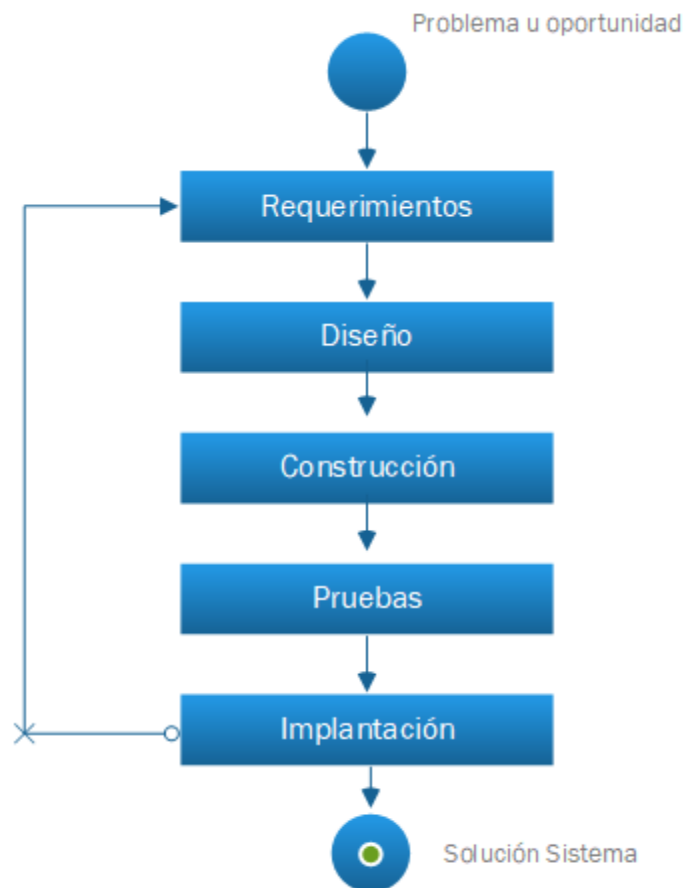 Problema u oportunidad
Requerimientos
Diseño
Construcción
Pruebas
Implantación
Solución Sistema